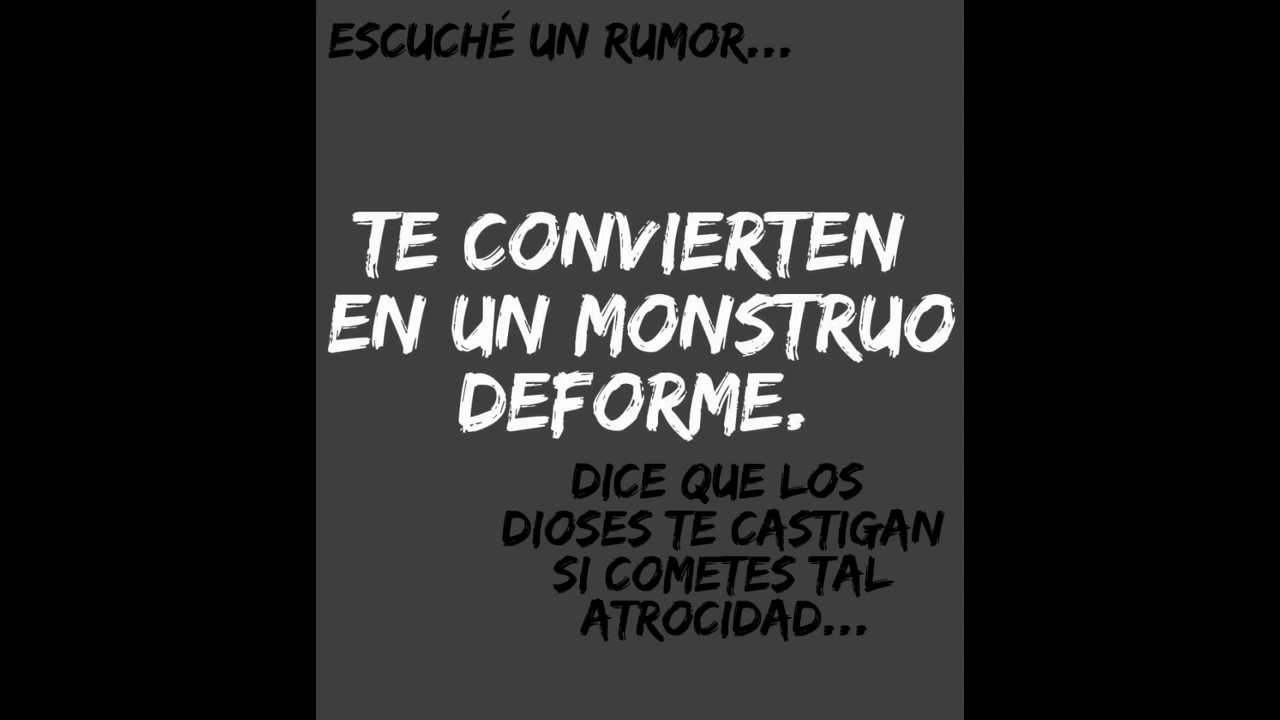 ESCUCHÉ UN RUMOR...
TE CONVIERTEN
EN UN MONSTRUO
DEFORME.
DICE QUE LOS
DIOSES TE CASTIGAN
SI COMETES TAL
ATROCIDAD...